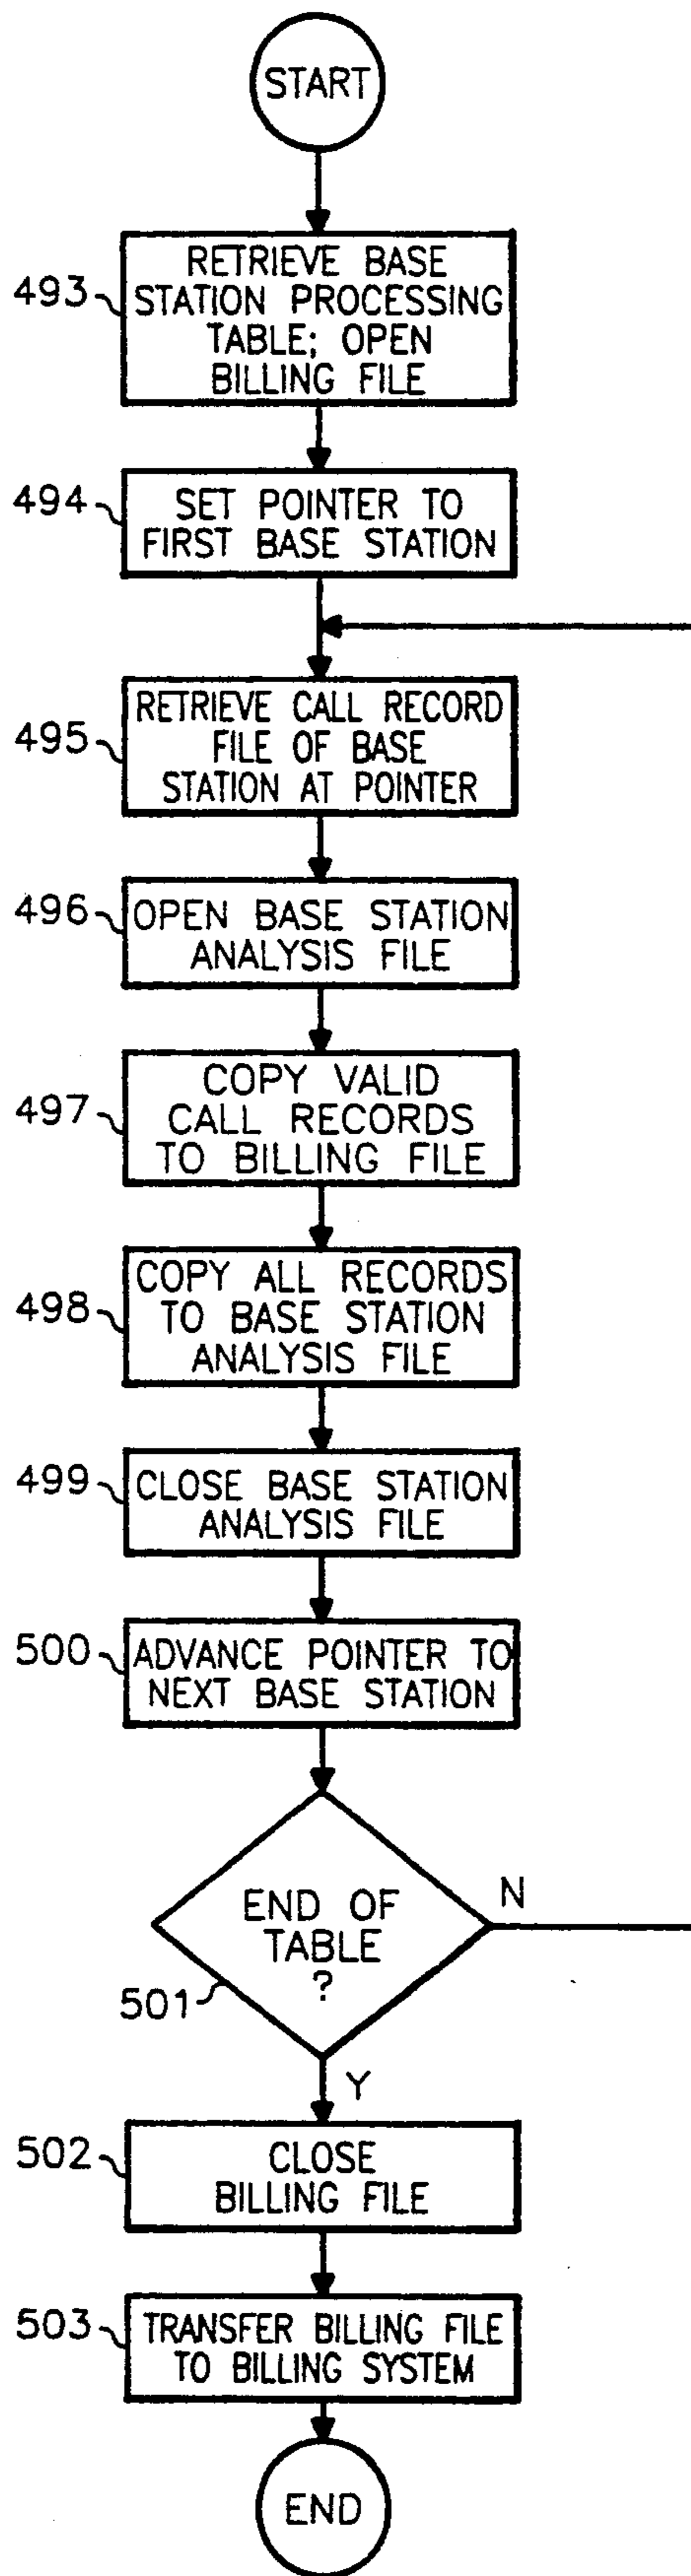 START
493
RETRIEVE BASE
STATION PROCESSING
TABLE; OPEN
BILLING FILE
494
SET POINTER TO
FIRST BASE STATION
495
RETRIEVE CALL RECORD
FILE OF BASE
STATION AT POINTER
496
OPEN BASE STATION
ANALYSIS FILE
497
COPY VALID
CALL RECORDS
TO BILLING FILE
498
COPY ALL RECORDS
TO BASE STATION
ANALYSIS FILE
499
CLOSE BASE STATION
ANALYSIS FILE
500
ADVANCE POINTER TO
NEXT BASE STATION
N
END OF
TABLE
?
501
Y
502
CLOSE
BILLING FILE
503
TRANSFER BILLING FILE
TO BILLING SYSTEM
END